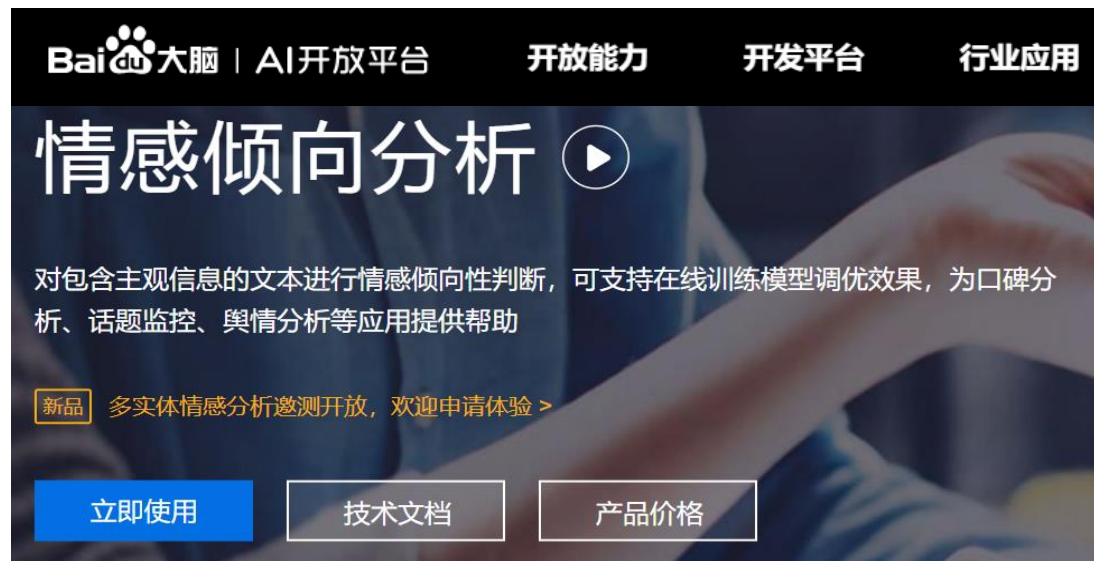 Bai du 大脑 | AI开放平台 开放能力 开发平台 行业应用
情感倾向分析
对包含主观信息的文本进行情感倾向性判断，可支持在线训练模型调优效果，为口碑分
析、话题监控、舆情分析等应用提供帮助
新品 多实体情感分析邀测开放，欢迎申请体验 >
立即使用 技术文档 产品价格